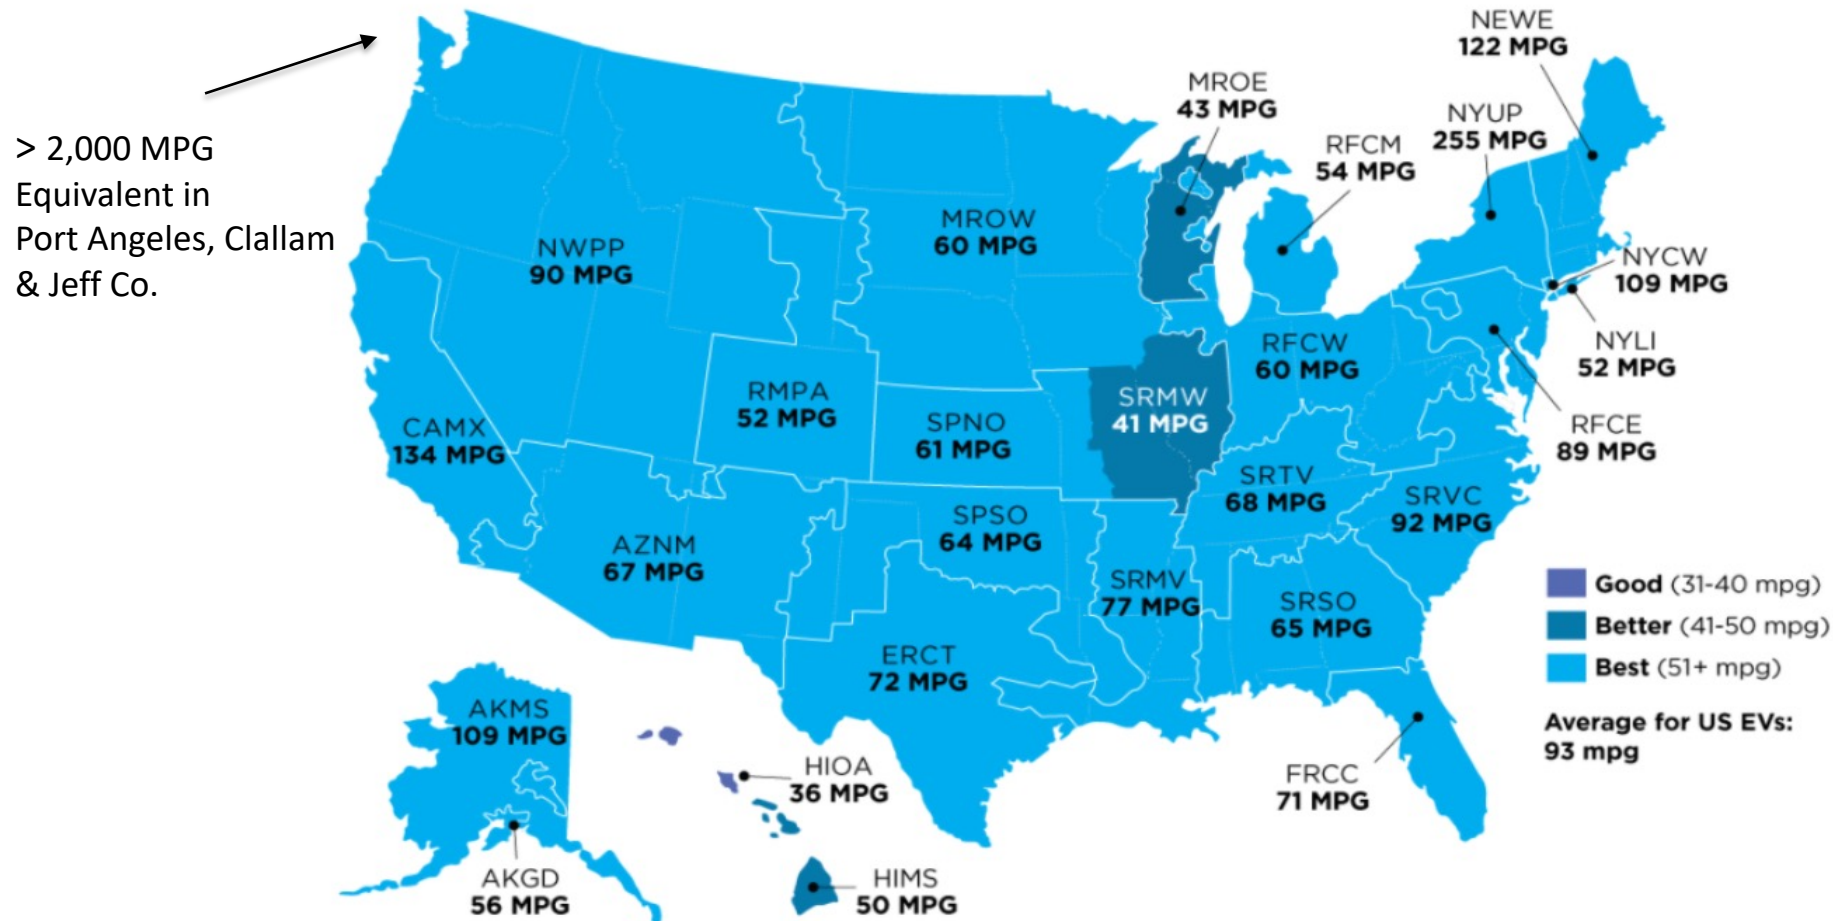 > 2,000 MPG
Equivalent in
Port Angeles, Clallam
& Jeff Co.
NEWE
122 MPG
MROE
43 MPG
NYUP
255 MPG
RFCM
54 MPG
MROW
60 MPG
NWPP
90 MPG
NYCW
109 MPG
NYLI
52 MPG
RFCW
60 MPG
RMPA
52 MPG
SRMW
41 MPG
SPNO
61 MPG
CAMX
134 MPG
RFCE
89 MPG
SRTV
68 MPG
SRVC
92 MPG
SPSO
64 MPG
AZNM
67 MPG
SRMV
77 MPG
SRSO
65 MPG
ERCT
72 MPG
Good (31-40 mpg)
Better (41-50 mpg)
Best (51+ mpg)
Average for US EVs:
93 mpg
AKMS
109 MPG
HIOA
36 MPG
FRCC
71 MPG
AKGD
56 MPG
HIMS
50 MPG